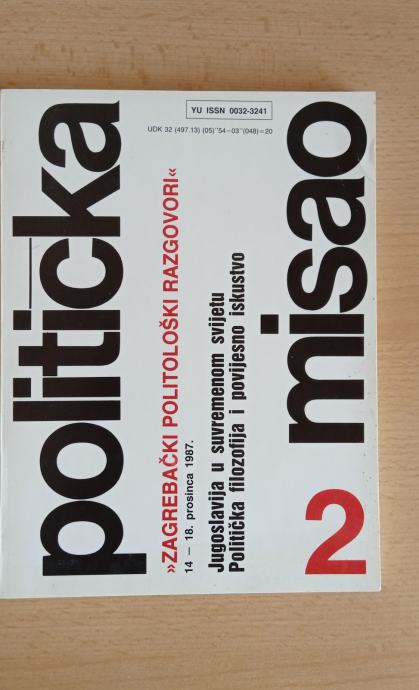 YU ISSN 0032-3241
UDK 32 (497.13) (05)"54—03"(048)=20
politička
»ZAGREBAČKI POLITOLOŠKI RAZGOVORI«
14 — 18. prosinca 1987.
Jugoslavija u suvremenom svijetu
Politička filozofija i povijesno iskustvo
misao
2